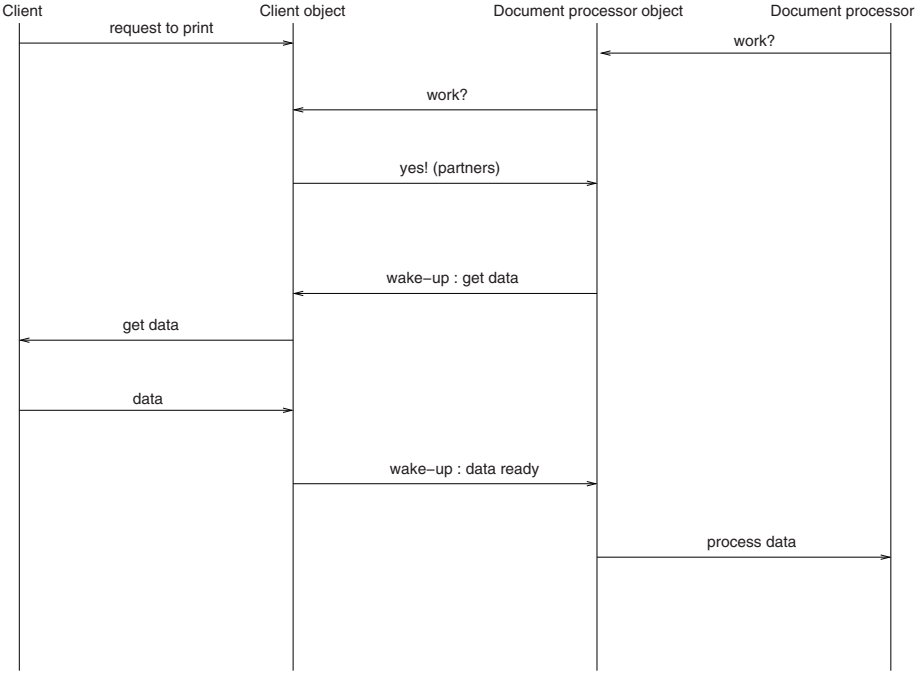 Client
Client object
Document processor object
Document processor
request to print
work?
work?
yes! (partners)
wake−up : get data
get data
data
wake−up : data ready
process data